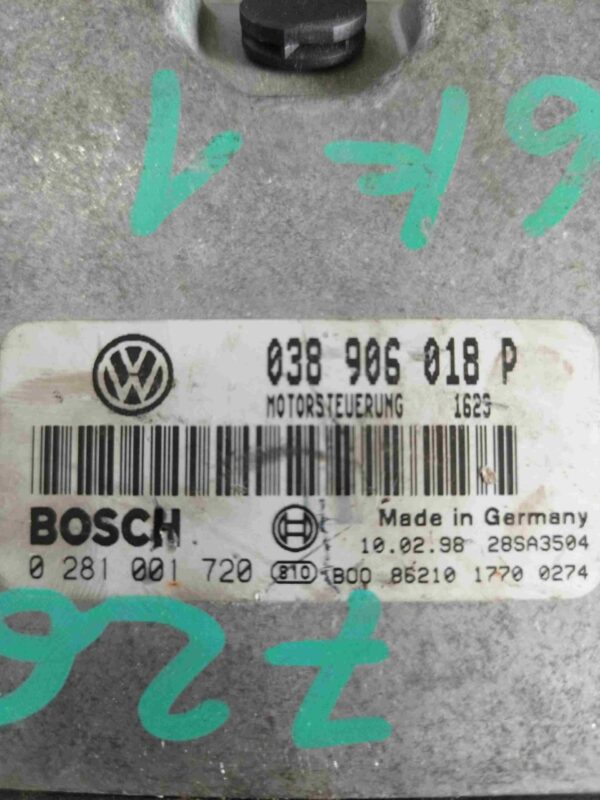 038 906 018 P
MOTORSTEUERUNG 1623
BOSCH
Made in Germany
10.02.98 28SA3504
0 281 001 720 810 B00 86210 1770 0274